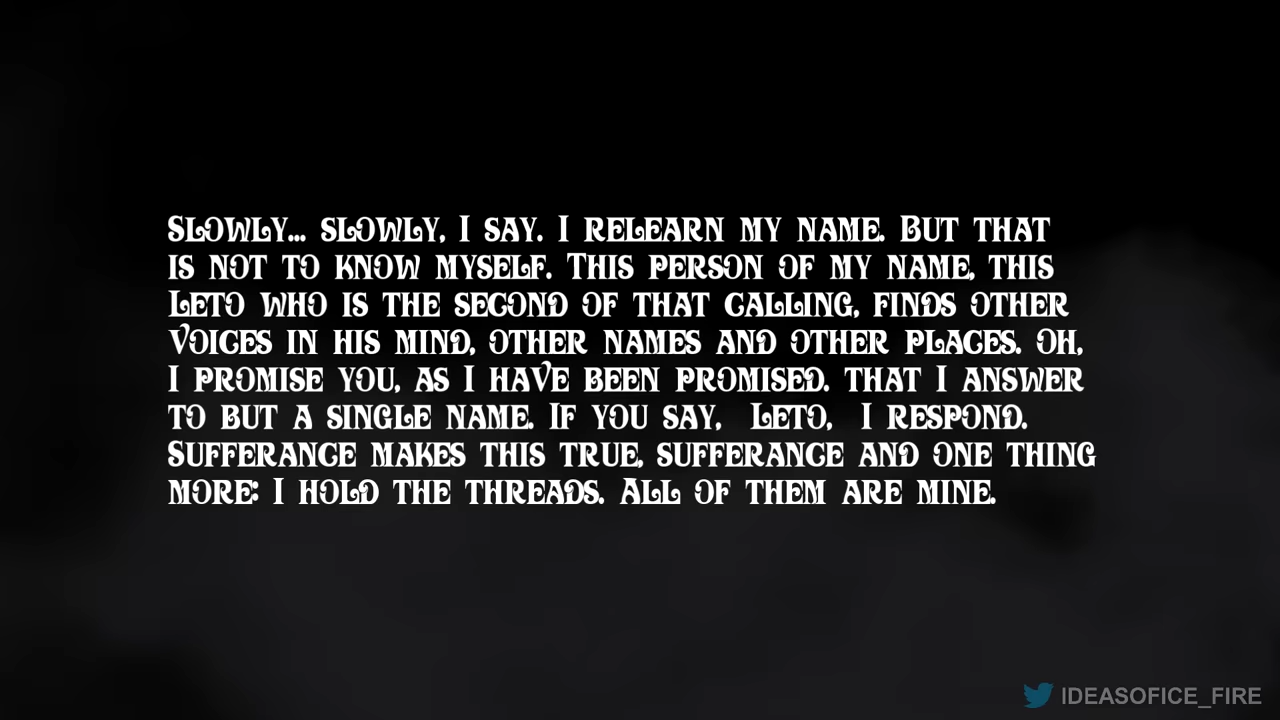 Slowly... slowly, I say. I relearn my name. But that
is not to know myself. This person of my name, this
Leto who is the second of that calling, finds other
voices in his mind, other names and other places. Oh,
I promise you, as I have been promised. that I answer
to but a single name. If you say, Leto, I respond.
Sufferance makes this true, sufferance and one thing
more: I hold the threads. All of them are mine.
IDEASOFICE_FIRE